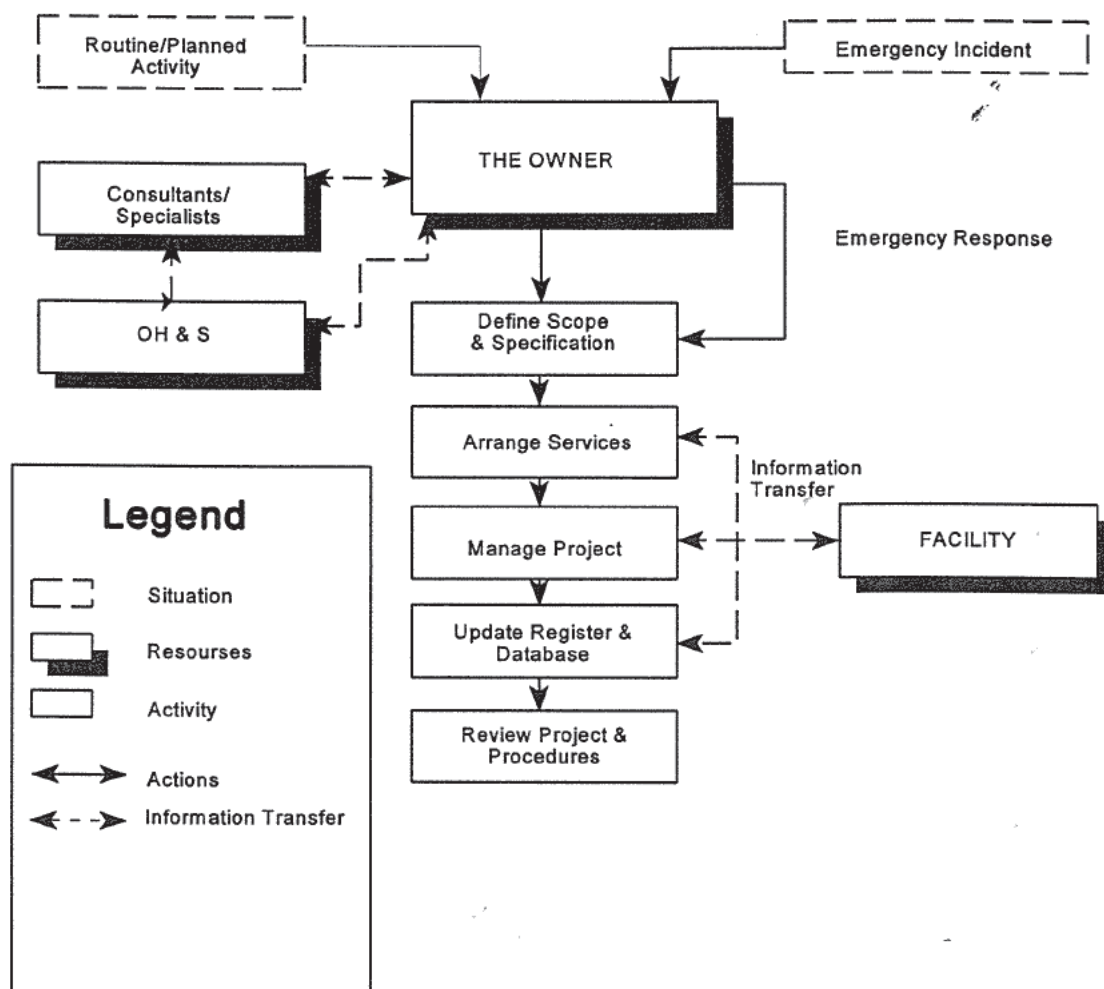 Routine/Planned
Activity
Emergency Incident
THE OWNER
Consultants/
Specialists
Emergency Response
OH & S
Define Scope
& Specification
Arrange Services
Information
Transfer
Legend
Manage Project
FACILITY
Situation
Update Register &
Database
Resourses
Activity
Review Project &
Procedures
Actions
Information Transfer